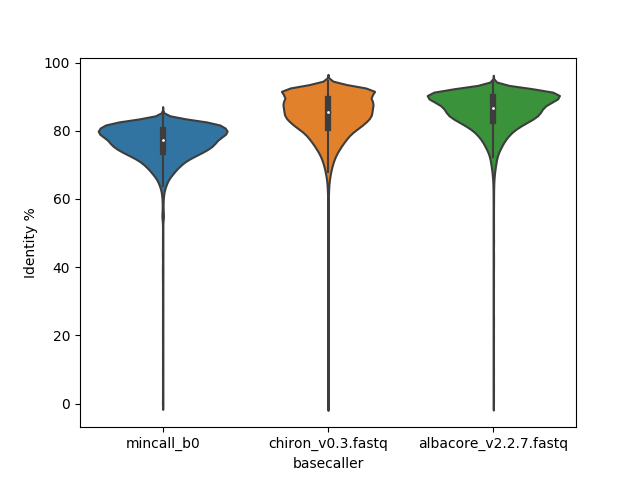 100
80
60
40
20
0
Identity %
mincall_b0 chiron_v0.3.fastq albacore_v2.2.7.fastq
basecaller